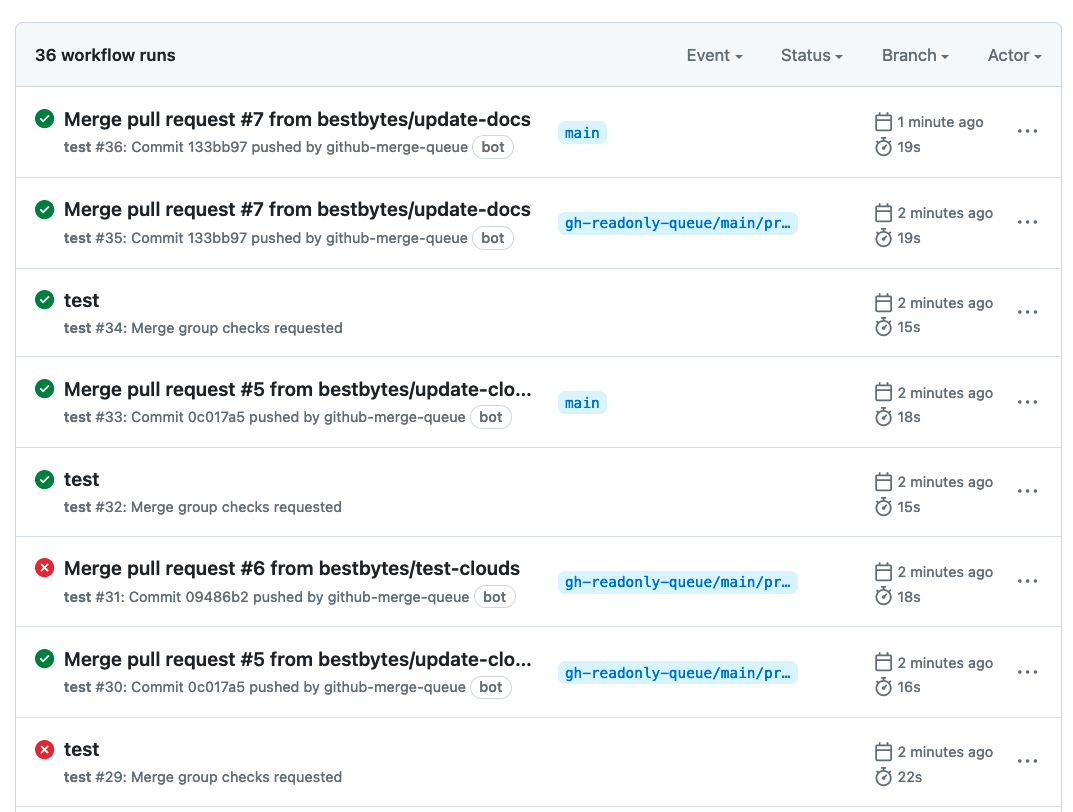 36 workflow runs Event Status Branch Actor
Merge pull request #7 from bestbytes/update-docs
test #36: Commit 133bb97 pushed by github-merge-queue bot
main
1 minute ago
19s
Merge pull request #7 from bestbytes/update-docs
test #35: Commit 133bb97 pushed by github-merge-queue bot
gh-readonly-queue/main/pr…
2 minutes ago
19s
test
test #34: Merge group checks requested
2 minutes ago
15s
Merge pull request #5 from bestbytes/update-clo...
test #33: Commit 0c017a5 pushed by github-merge-queue bot
main
2 minutes ago
18s
test
test #32: Merge group checks requested
2 minutes ago
15s
Merge pull request #6 from bestbytes/test-clouds
test #31: Commit 09486b2 pushed by github-merge-queue bot
gh-readonly-queue/main/pr…
2 minutes ago
18s
Merge pull request #5 from bestbytes/update-clo...
test #30: Commit 0c017a5 pushed by github-merge-queue bot
gh-readonly-queue/main/pr…
2 minutes ago
16s
test
test #29: Merge group checks requested
2 minutes ago
22s